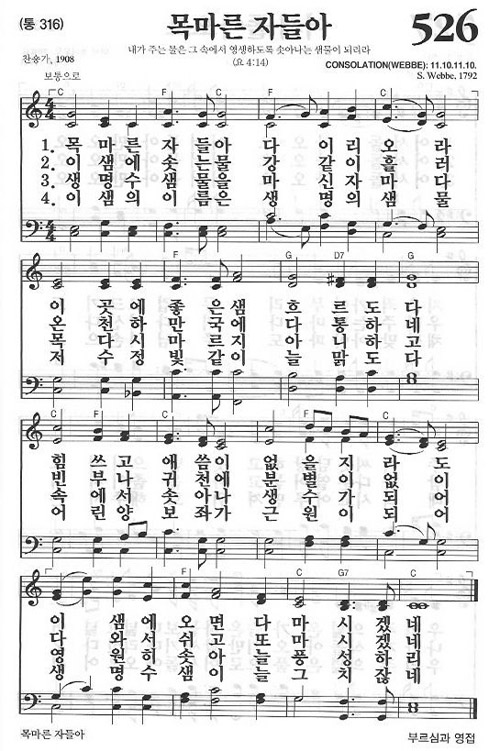 (통 316)
목마른 자들아
526
내가 주는 물은 그 속에서 영생하도록 솟아나는 샘물이 되리라
(요 4:14)
찬송가, 1908
보통으로
CONSOLATION(WEBBE): 11.10.11.10.
S. Webbe, 1792
C F C F C
1. 목 마 른 자 들 아 다 이 리 오 라
2. 이 샘 에 솟 는 물 강 같 이 흘 러
3. 생 명 수 샘 물 을 마 신 자 마 다
4. 이 샘 의 이 름 은 생 명 의 샘 물
C F C G D7 G
이 곳 에 좋 은 샘 흐 르 도 다
온 천 하 만 국 에 다 통 하 네
목 다 시 마 르 지 아 니 하 고
저 수 정 빛 같 이 늘 맑 도 다
C F C G C
힘 쓰 고 애 씀 이 없 을 지 라 도
빈 부 나 귀 천 에 분 별 이 없 이
속 에 서 솟 아 나 생 수 가 되 어
어 린 양 보 좌 가 근 원 이 되 어
F C F C G7 C
이 샘 에 오 면 다 마 시 겠 네
다 와 서 쉬 고 또 마 시 겠 네
영 원 히 솟 아 늘 풍 성 하 리
생 명 수 샘 이 늘 그 치 잖 네
목마른 자들아
부르심과 영접